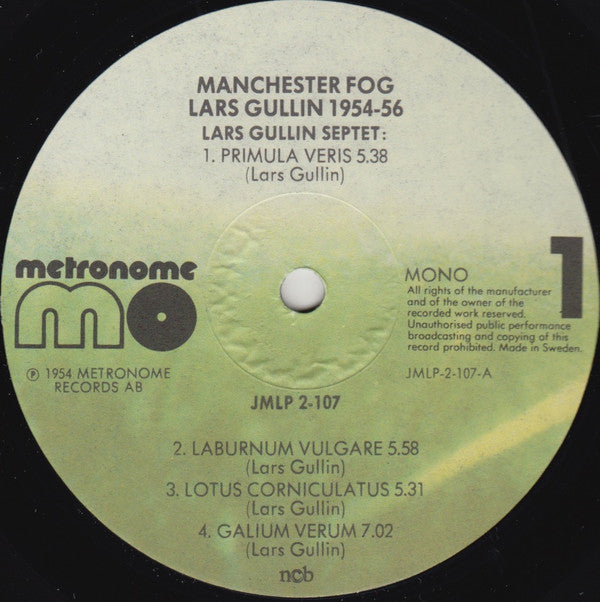 MANCHESTER FOG
LARS GULLIN 1954-56
LARS GULLIN SEPTET:
1. PRIMULA VERIS 5.38
(Lars Gullin)
metronome
mo
℗ 1954 METRONOME
RECORDS AB
MONO
All rights of the manufacturer
and of the owner of the
recorded work reserved.
Unauthorised public performance
broadcasting and copying of this
record prohibited. Made in Sweden.
1
JMLP-2-107-A
JMLP 2-107
2. LABURNUM VULGARE 5.58
(Lars Gullin)
3. LOTUS CORNICULATUS 5.31
(Lars Gullin)
4. GALIUM VERUM 7.02
(Lars Gullin)
ncb